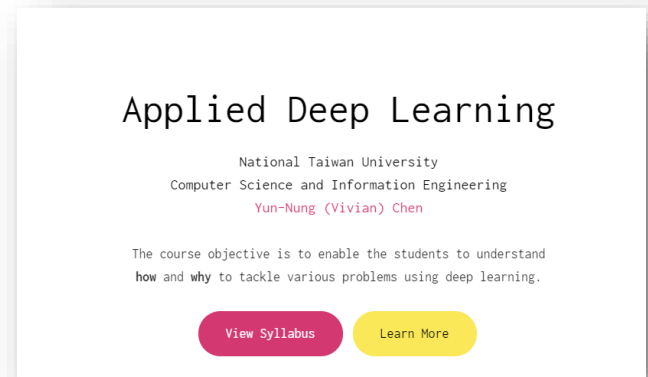 Applied Deep Learning
National Taiwan University
Computer Science and Information Engineering
Yun-Nung (Vivian) Chen
The course objective is to enable the students to understand
how and why to tackle various problems using deep learning.
View Syllabus Learn More